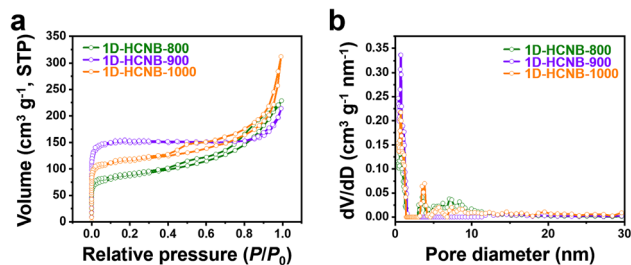 a
Volume (cm³ g⁻¹, STP)
350
300
250
200
150
100
50
0
1D-HCNB-800
1D-HCNB-900
1D-HCNB-1000
0.0 0.2 0.4 0.6 0.8 1.0
Relative pressure (P/P₀)
b
dV/dD (cm³ g⁻¹ nm⁻¹)
0.35
0.30
0.25
0.20
0.15
0.10
0.05
0.00
1D-HCNB-800
1D-HCNB-900
1D-HCNB-1000
0 10 20 30
Pore diameter (nm)